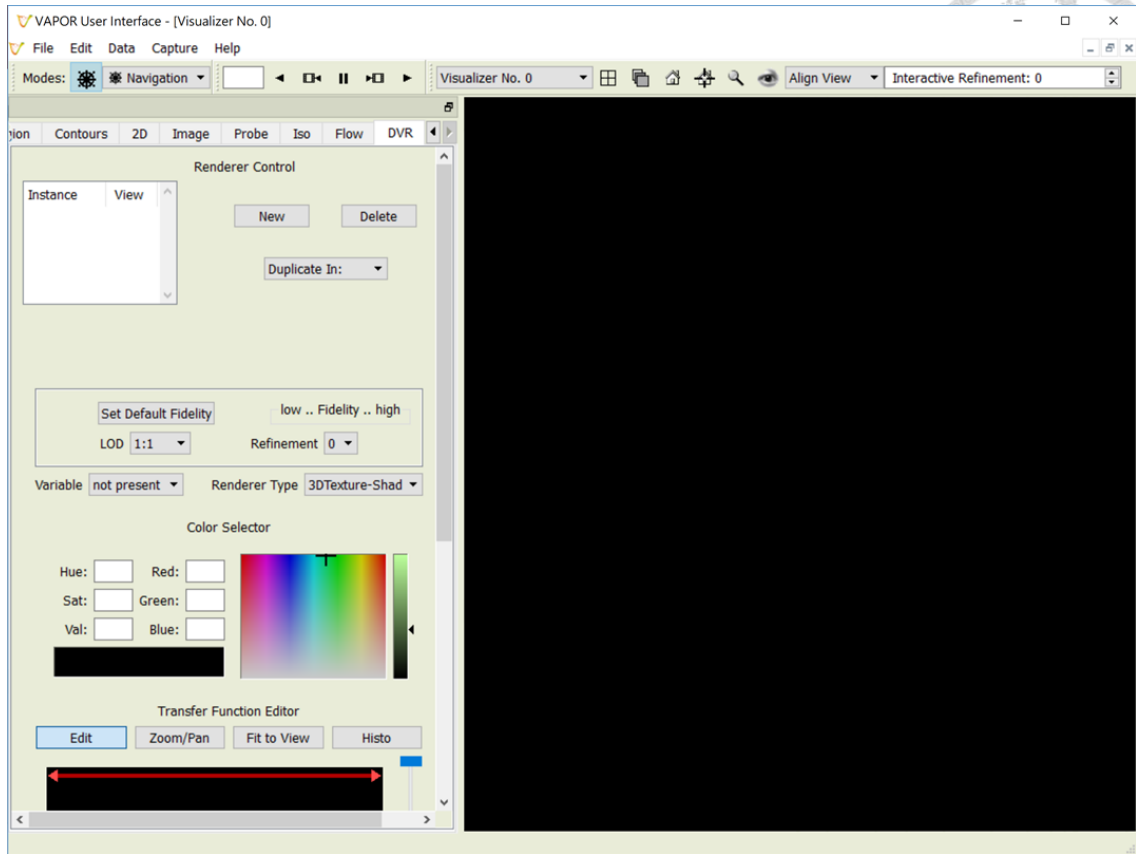 VAPOR User Interface - [Visualizer No. 0]
File Edit Data Capture Help
Modes: Navigation Visualizer No. 0 Align View Interactive Refinement: 0
gion Contours 2D Image Probe Iso Flow DVR
Renderer Control
Instance View
New Delete
Duplicate In:
Set Default Fidelity low .. Fidelity .. high
LOD 1:1 Refinement 0
Variable not present Renderer Type 3DTexture-Shad
Color Selector
Hue: Red:
Sat: Green:
Val: Blue:
Transfer Function Editor
Edit Zoom/Pan Fit to View Histo